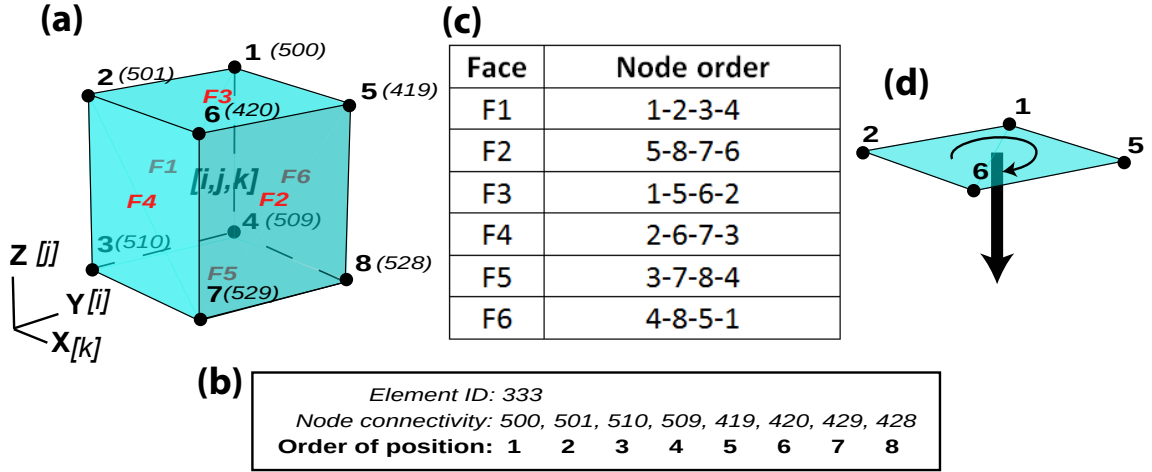 (a)
1 (500)
2 (501)
F3
5 (419)
6 (420)
F1
[i,j,k]
F6
F4
F2
4 (509)
3 (510)
8 (528)
F5
7 (529)
Z [j]
Y [i]
X [k]
(c)
Face Node order
F1 1-2-3-4
F2 5-8-7-6
F3 1-5-6-2
F4 2-6-7-3
F5 3-7-8-4
F6 4-8-5-1
(d)
1
2
5
6
(b)
Element ID: 333
Node connectivity: 500, 501, 510, 509, 419, 420, 429, 428
Order of position: 1 2 3 4 5 6 7 8